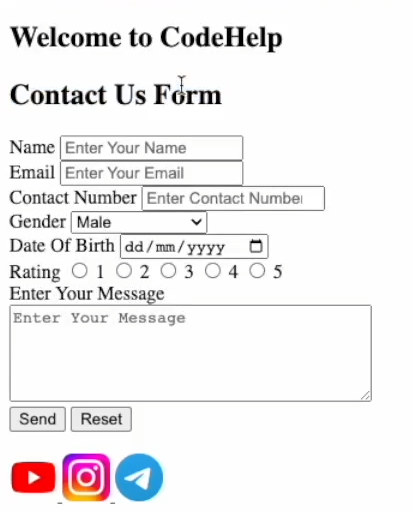 Welcome to CodeHelp
Contact Us Form
Name Enter Your Name
Email Enter Your Email
Contact Number Enter Contact Numbe
Gender Male
Date Of Birth dd/mm/yyyy
Rating 1 2 3 4 5
Enter Your Message
Enter Your Message
Send Reset